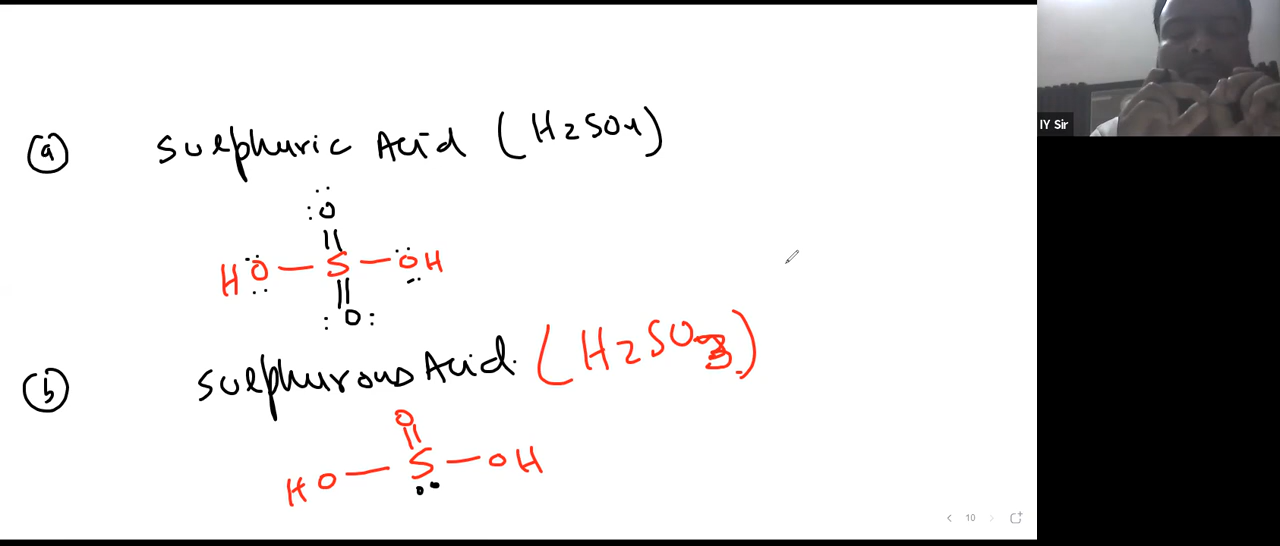 (a) Sulphuric Acid (H2SO4)
:O
HO — S — OH
:O:
(b) Sulphurous Acid. (H2SO3)
O
HO — S — OH
IY Sir
10